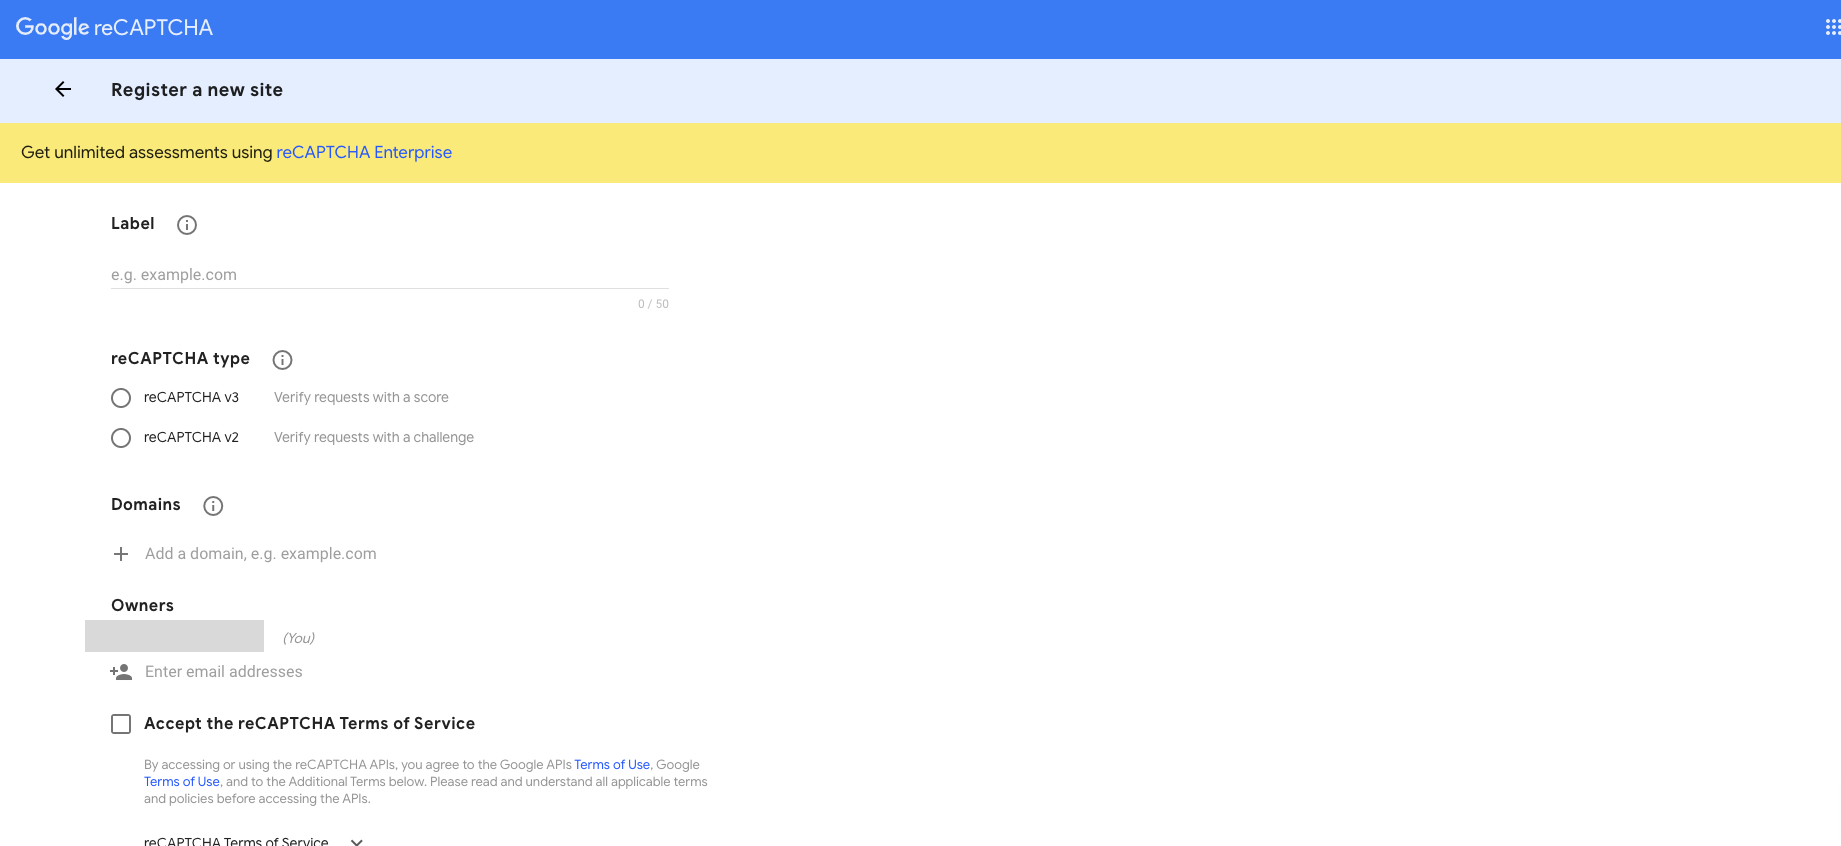 Google reCAPTCHA
Register a new site
Get unlimited assessments using reCAPTCHA Enterprise
Label
e.g. example.com
0 / 50
reCAPTCHA type
reCAPTCHA v3 Verify requests with a score
reCAPTCHA v2 Verify requests with a challenge
Domains
Add a domain, e.g. example.com
Owners
(You)
Enter email addresses
Accept the reCAPTCHA Terms of Service
By accessing or using the reCAPTCHA APIs, you agree to the Google APIs Terms of Use, Google
Terms of Use, and to the Additional Terms below. Please read and understand all applicable terms
and policies before accessing the APIs.
reCAPTCHA Terms of Service